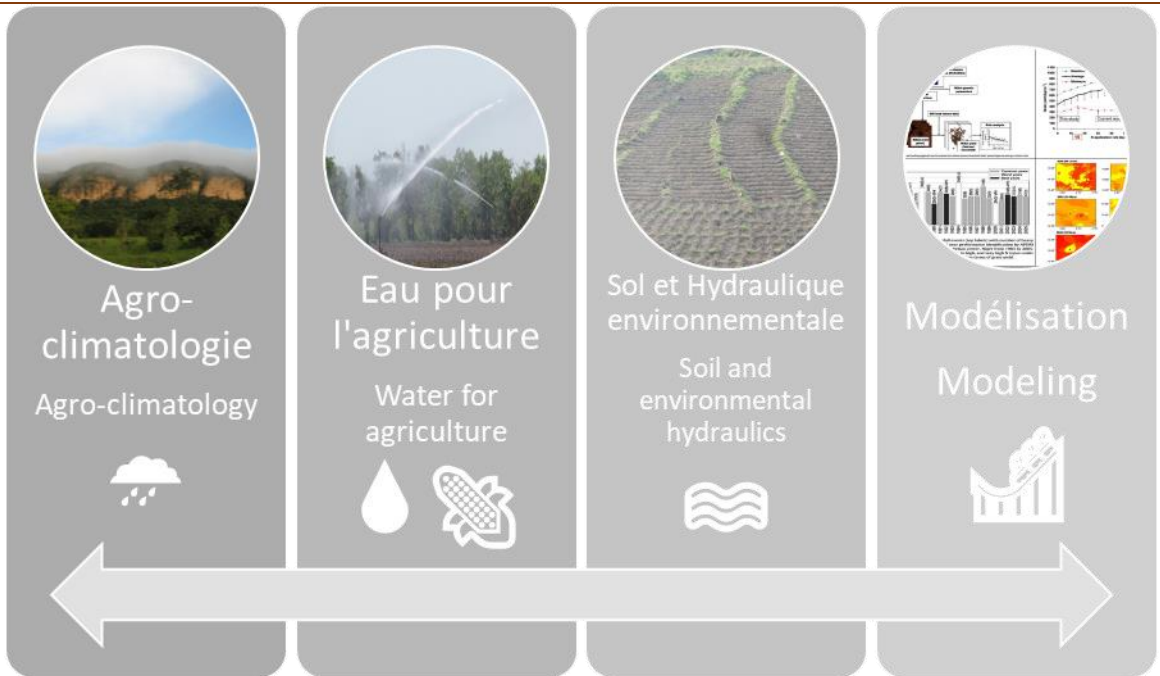 Agro-
climatologie
Agro-climatology
Eau pour
l'agriculture
Water for
agriculture
Sol et Hydraulique
environnementale
Soil and
environmental
hydraulics
Modélisation
Modeling